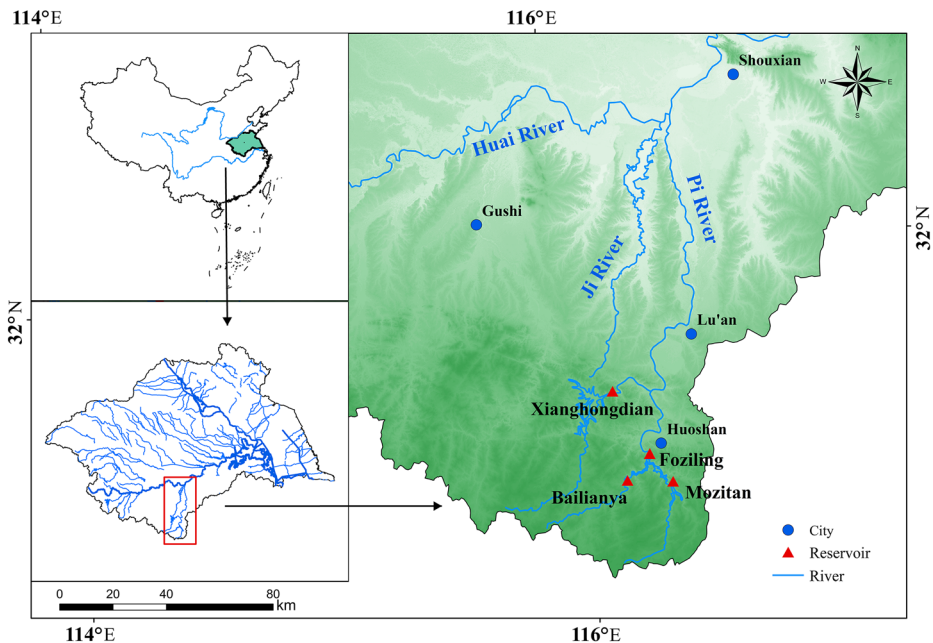 114°E
116°E
Shouxian
N
W
E
S
Huai River
Pi River
Gushi
32°N
Ji River
32°N
Lu'an
Xianghongdian
Huoshan
Foziling
Bailianya
Mozitan
City
Reservoir
River
0 20 40 60 80
km
114°E
116°E